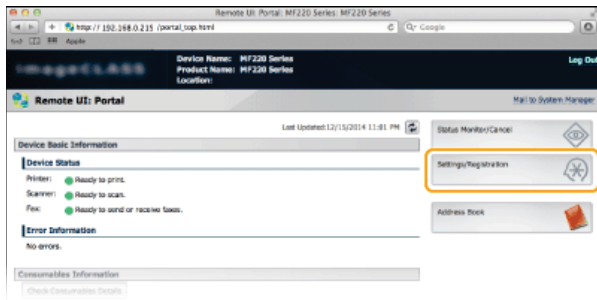 Remote UI: Portal: MF220 Series: MF220 Series
http://192.168.0.215/portal_top.html
Google
Apple
Device Name: MF220 Series
Product Name: MF220 Series
Location:
Log Out
imageCLASS
Remote UI: Portal
Mail to System Manager
Last Updated:12/15/2014 11:01 PM
Device Basic Information
Device Status
Printer: Ready to print.
Scanner: Ready to scan.
Fax: Ready to send or receive faxes.
Error Information
No errors.
Consumables Information
Check Consumables Details
Status Monitor/Cancel
Settings/Registration
Address Book